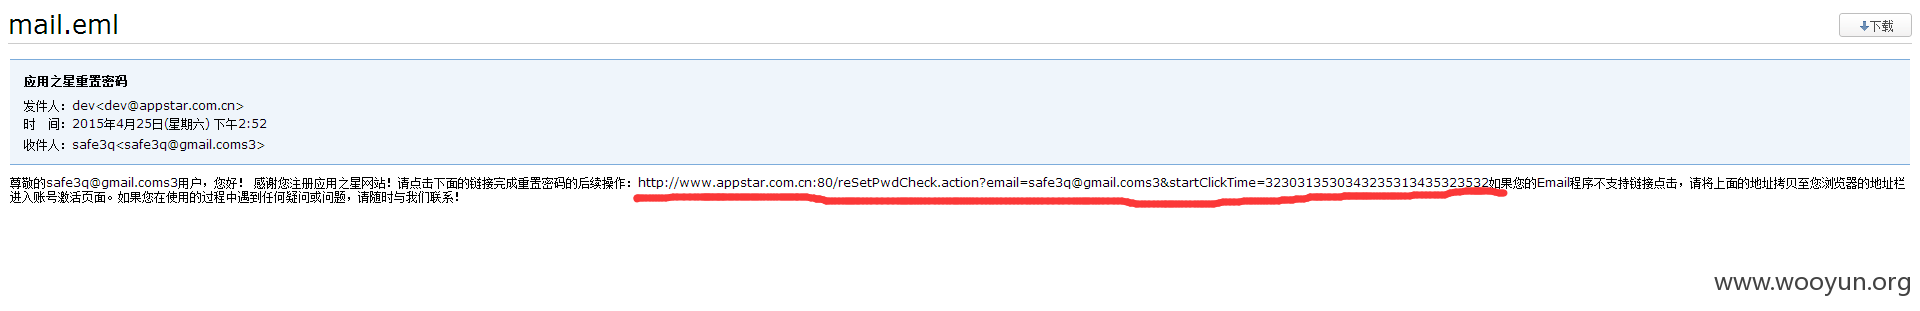 mail.eml
下载
应用之星重置密码
发件人：dev<dev@appstar.com.cn>
时 间：2015年4月25日(星期六) 下午2:52
收件人：safe3q<safe3q@gmail.coms3>
尊敬的safe3q@gmail.coms3用户，您好！ 感谢您注册应用之星网站！请点击下面的链接完成重置密码的后续操作：http://www.appstar.com.cn:80/reSetPwdCheck.action?email=safe3q@gmail.coms3&startClickTime=3230313530343235313435323532如果您的Email程序不支持链接点击，请将上面的地址拷贝至您浏览器的地址栏
进入账号激活页面。如果您在使用的过程中遇到任何疑问或问题，请随时与我们联系！
www.wooyun.org